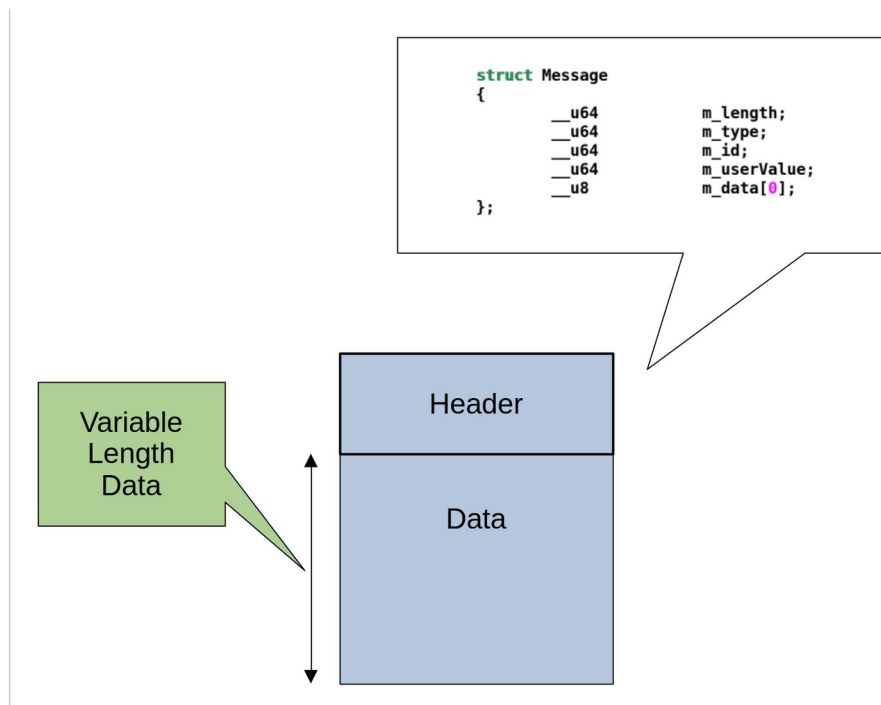 struct Message
{
__u64 m_length;
__u64 m_type;
__u64 m_id;
__u64 m_userValue;
__u8 m_data[0];
};
Header
Variable
Length
Data
Data